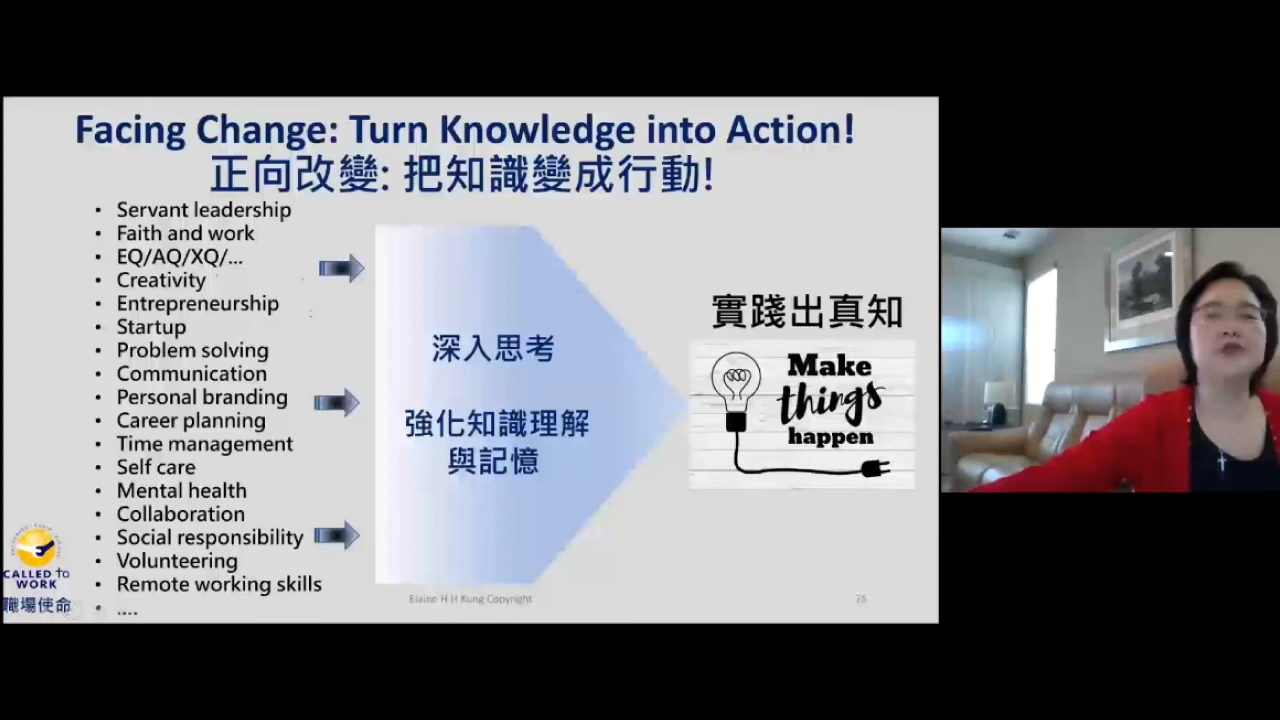 Facing Change: Turn Knowledge into Action!
正向改變: 把知識變成行動!
• Servant leadership
• Faith and work
• EQ/AQ/XQ/...
• Creativity
• Entrepreneurship
• Startup
• Problem solving
• Communication
• Personal branding
• Career planning
• Time management
• Self care
• Mental health
• Collaboration
• Social responsibility
• Volunteering
• Remote working skills
• ....
深入思考
強化知識理解
與記憶
實踐出真知
Make
things
happen
CALLED to
WORK
職場使命
Elaine H H Kung Copyright
75